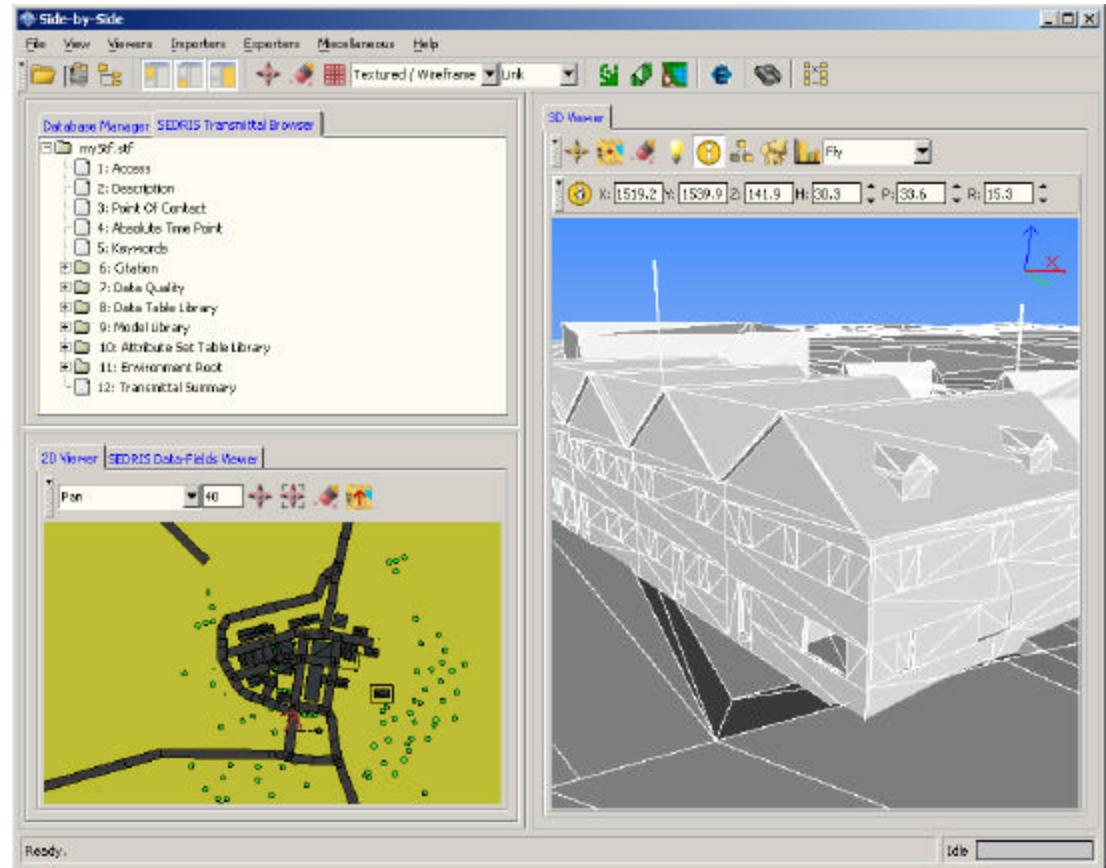 Side-by-Side
File View Viewers Importers Exporters Miscellaneous Help
Textured / Wireframe Link
Database Manager SEDRIS Transmittal Browser
myStf.stf
1: Access
2: Description
3: Point Of Contact
4: Absolute Time Point
5: Keywords
6: Citation
7: Data Quality
8: Data Table Library
9: Model Library
10: Attribute Set Table Library
11: Environment Root
12: Transmittal Summary
2D Viewer SEDRIS Data-Fields Viewer
Pan 40
3D Viewer
Fly
X: 1519.2 Y: 1539.9 Z: 141.9 H: 30.3 P: 33.6 R: 15.3
X
Ready.
Idle